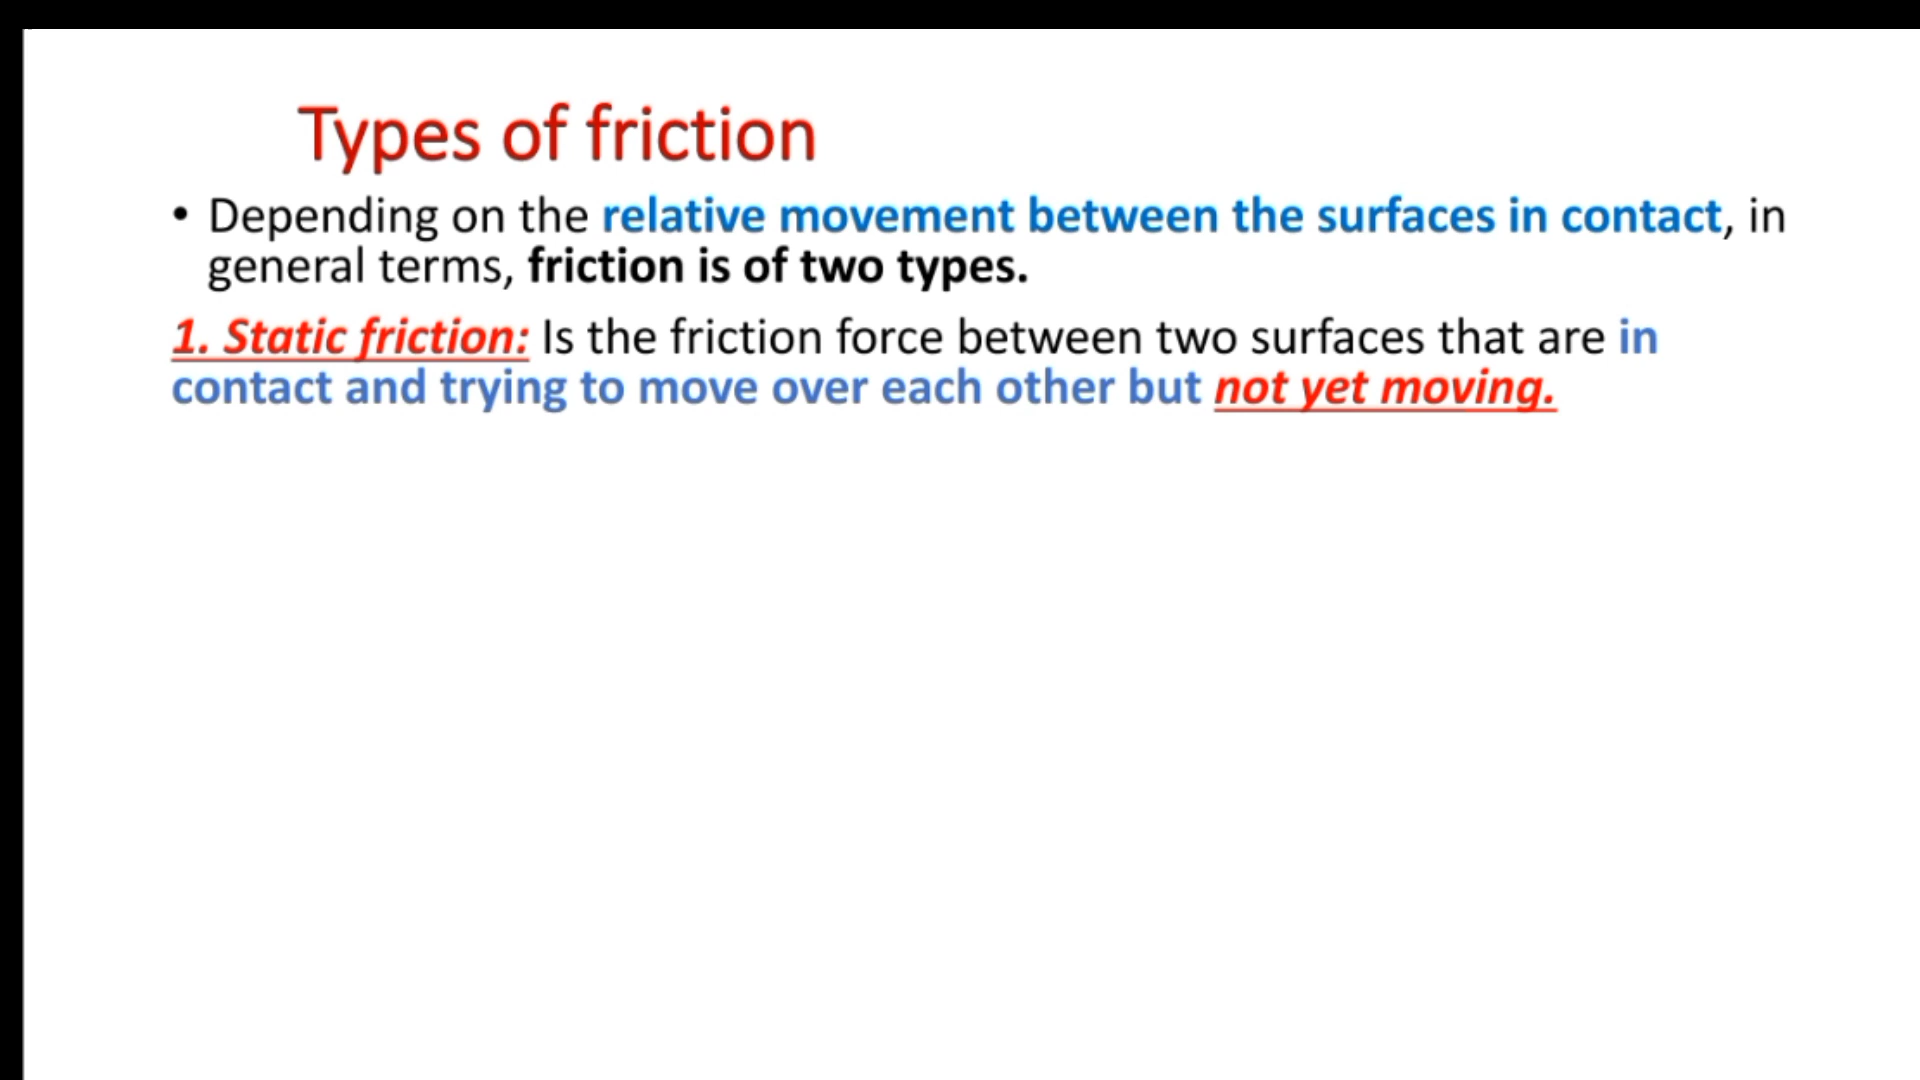 Types of friction
• Depending on the relative movement between the surfaces in contact, in
general terms, friction is of two types.
1. Static friction: Is the friction force between two surfaces that are in
contact and trying to move over each other but not yet moving.